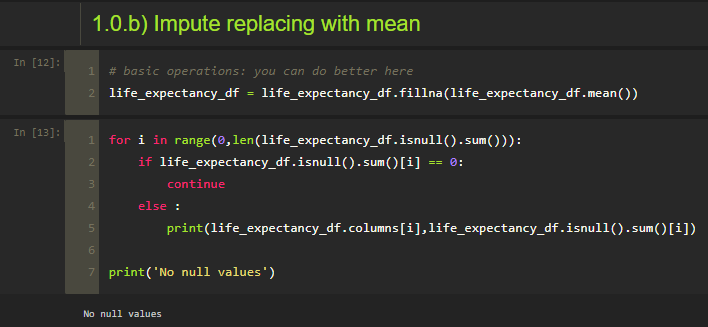 1.0.b) Impute replacing with mean
In [12]:
1 # basic operations: you can do better here
2 life_expectancy_df = life_expectancy_df.fillna(life_expectancy_df.mean())
In [13]:
1 for i in range(0,len(life_expectancy_df.isnull().sum())):
2     if life_expectancy_df.isnull().sum()[i] == 0:
3         continue
4     else :
5         print(life_expectancy_df.columns[i],life_expectancy_df.isnull().sum()[i])
6
7 print('No null values')
No null values